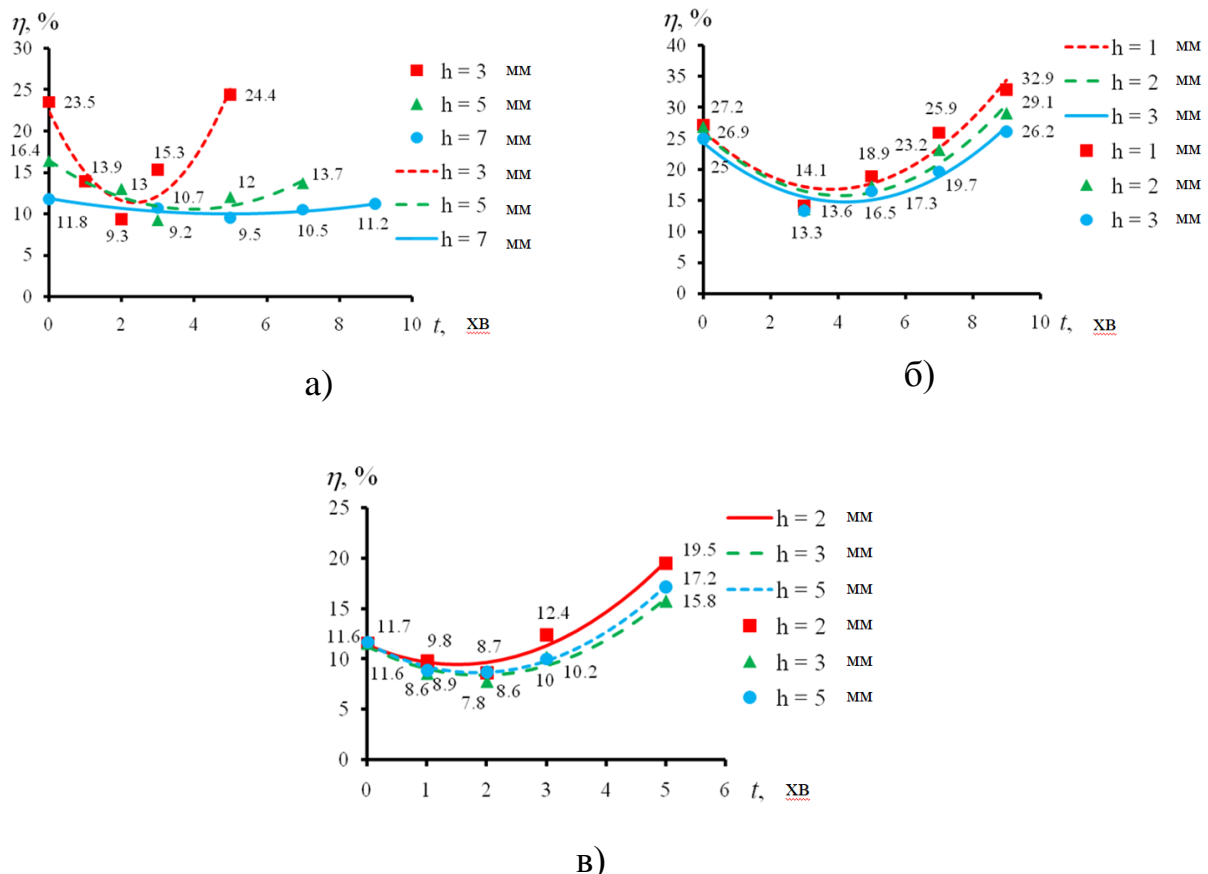 η, %
30
25
20
15
10
5
0
0 2 4 6 8 10
t, хв
23.5
16.4
11.8
13.9
9.3
13
15.3
10.7
9.2
24.4
12
9.5
13.7
10.5
11.2
h = 3 мм
h = 5 мм
h = 7 мм
h = 3 мм
h = 5 мм
h = 7 мм
а)
η, %
40
35
30
25
20
15
10
5
0
0 2 4 6 8 10
t, хв
27.2
26.9
25
14.1
13.6
13.3
18.9
17.3
16.5
25.9
23.2
19.7
32.9
29.1
26.2
h = 1 мм
h = 2 мм
h = 3 мм
h = 1 мм
h = 2 мм
h = 3 мм
б)
η, %
25
20
15
10
5
0
0 1 2 3 4 5 6
t, хв
11.6
11.7
11.6
9.8
8.6
8.9
8.7
7.8
8.6
12.4
10
10.2
19.5
17.2
15.8
h = 2 мм
h = 3 мм
h = 5 мм
h = 2 мм
h = 3 мм
h = 5 мм
в)